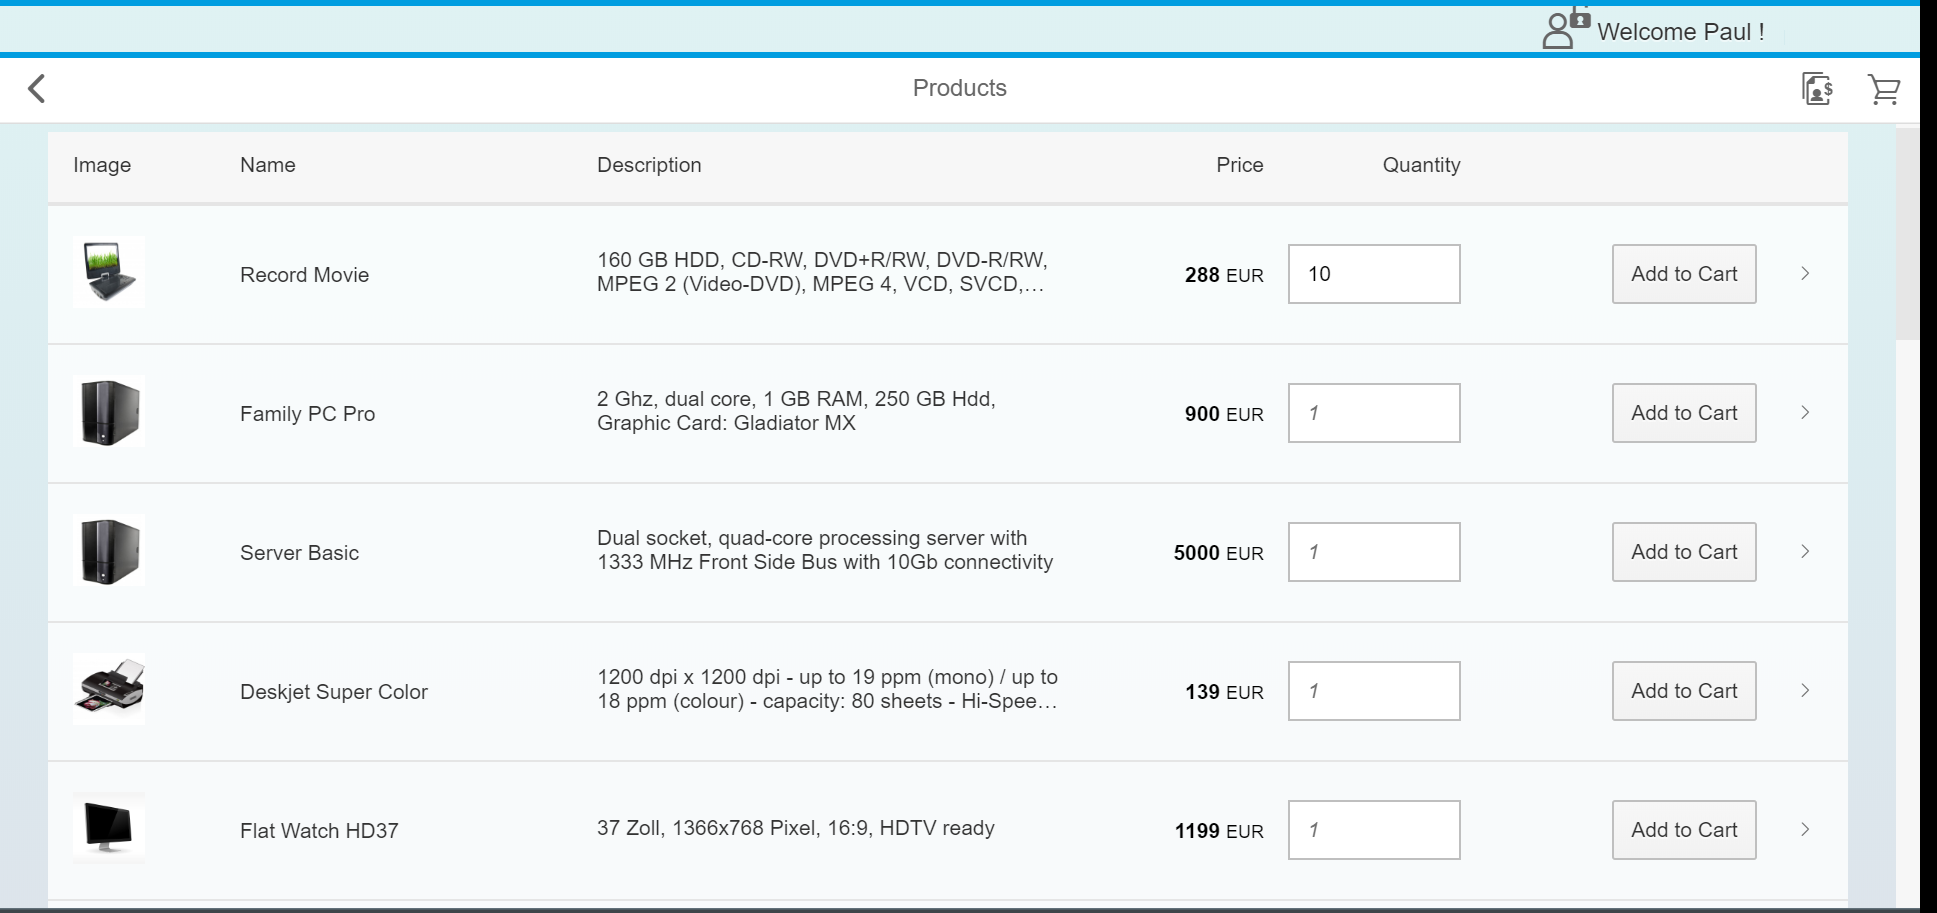 Welcome Paul !
Products
Image Name Description Price Quantity
160 GB HDD, CD-RW, DVD+R/RW, DVD-R/RW,
Record Movie 288 EUR 10 Add to Cart
MPEG 2 (Video-DVD), MPEG 4, VCD, SVCD,...
2 Ghz, dual core, 1 GB RAM, 250 GB Hdd,
Family PC Pro 900 EUR 1 Add to Cart
Graphic Card: Gladiator MX
Dual socket, quad-core processing server with
Server Basic 5000 EUR 1 Add to Cart
1333 MHz Front Side Bus with 10Gb connectivity
1200 dpi x 1200 dpi - up to 19 ppm (mono) / up to
Deskjet Super Color 139 EUR 1 Add to Cart
18 ppm (colour) - capacity: 80 sheets - Hi-Spee...
Flat Watch HD37 37 Zoll, 1366x768 Pixel, 16:9, HDTV ready 1199 EUR 1 Add to Cart